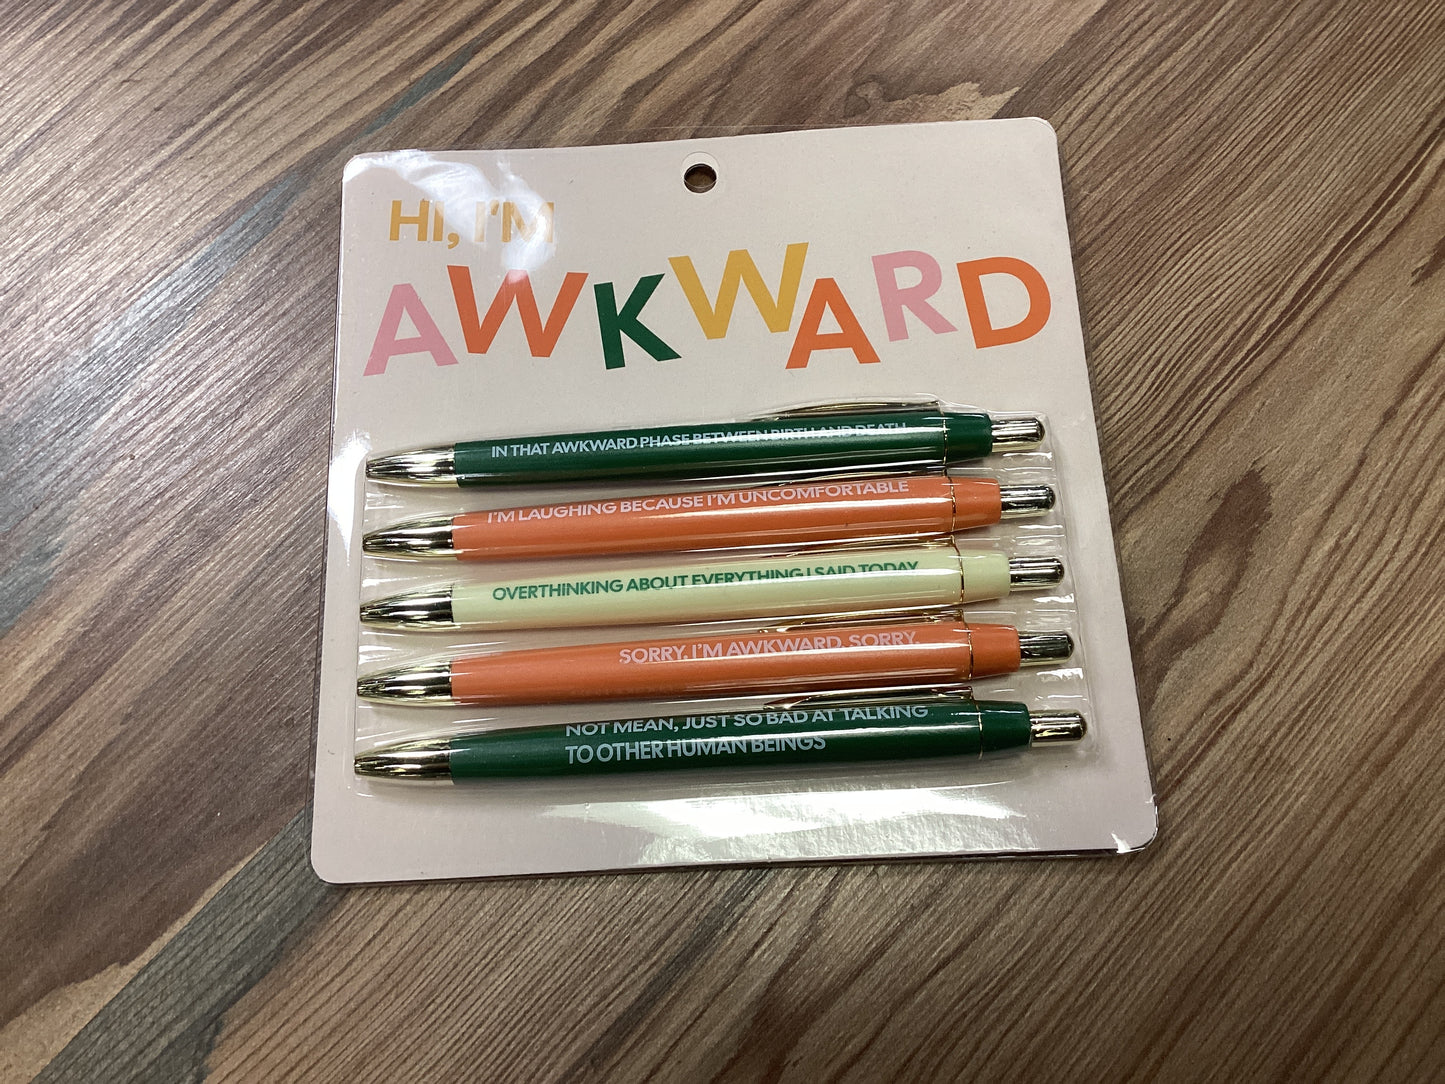 HI, I'M
AWKWARD
IN THAT AWKWARD PHASE BETWEEN BIRTH AND DEATH
I'M LAUGHING BECAUSE I'M UNCOMFORTABLE
OVERTHINKING ABOUT EVERYTHING I SAID TODAY
SORRY, I'M AWKWARD. SORRY.
NOT MEAN, JUST SO BAD AT TALKING
TO OTHER HUMAN BEINGS